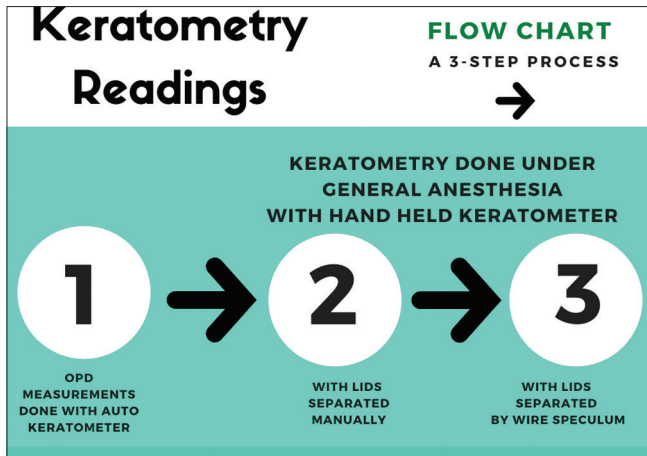 Keratometry
Readings
FLOW CHART
A 3-STEP PROCESS
KERATOMETRY DONE UNDER
GENERAL ANESTHESIA
WITH HAND HELD KERATOMETER
1
2
3
OPD
MEASUREMENTS
DONE WITH AUTO
KERATOMETER
WITH LIDS
SEPARATED
MANUALLY
WITH LIDS
SEPARATED
BY WIRE SPECULUM